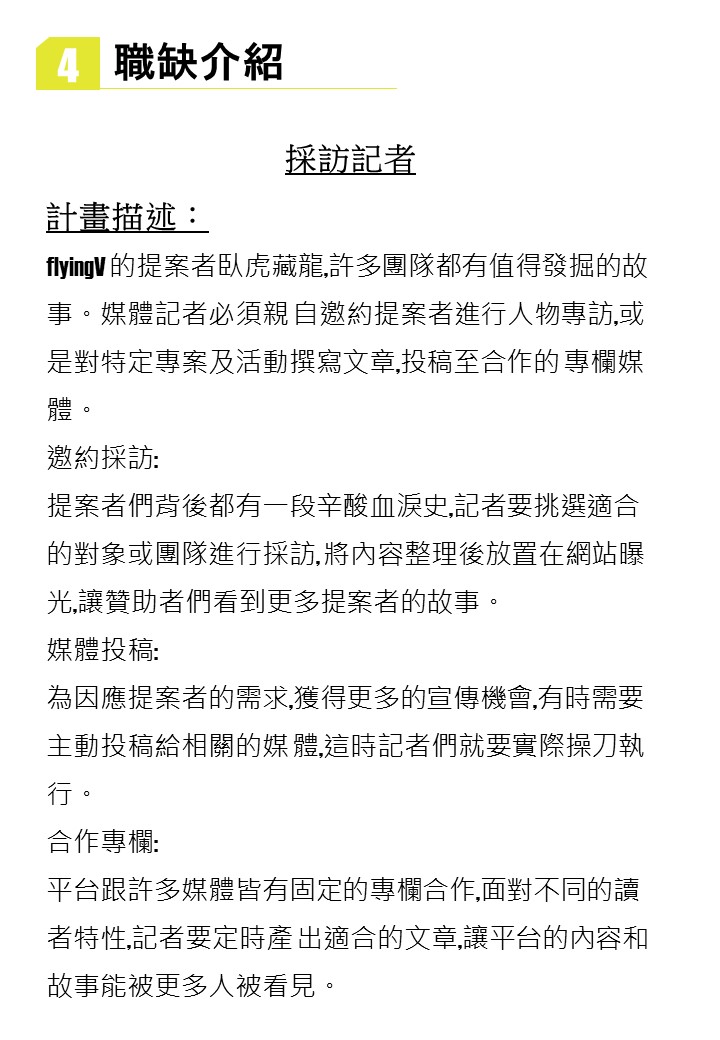 4 職缺介紹
採訪記者
計畫描述：
flyingV 的提案者臥虎藏龍,許多團隊都有值得發掘的故
事。媒體記者必須親自邀約提案者進行人物專訪,或
是對特定專案及活動撰寫文章,投稿至合作的專欄媒
體。
邀約採訪:
提案者們背後都有一段辛酸血淚史,記者要挑選適合
的對象或團隊進行採訪,將內容整理後放置在網站曝
光,讓贊助者們看到更多提案者的故事。
媒體投稿:
為因應提案者的需求,獲得更多的宣傳機會,有時需要
主動投稿給相關的媒體,這時記者們就要實際操刀執
行。
合作專欄:
平台跟許多媒體皆有固定的專欄合作,面對不同的讀
者特性,記者要定時產出適合的文章,讓平台的內容和
故事能被更多人被看見。